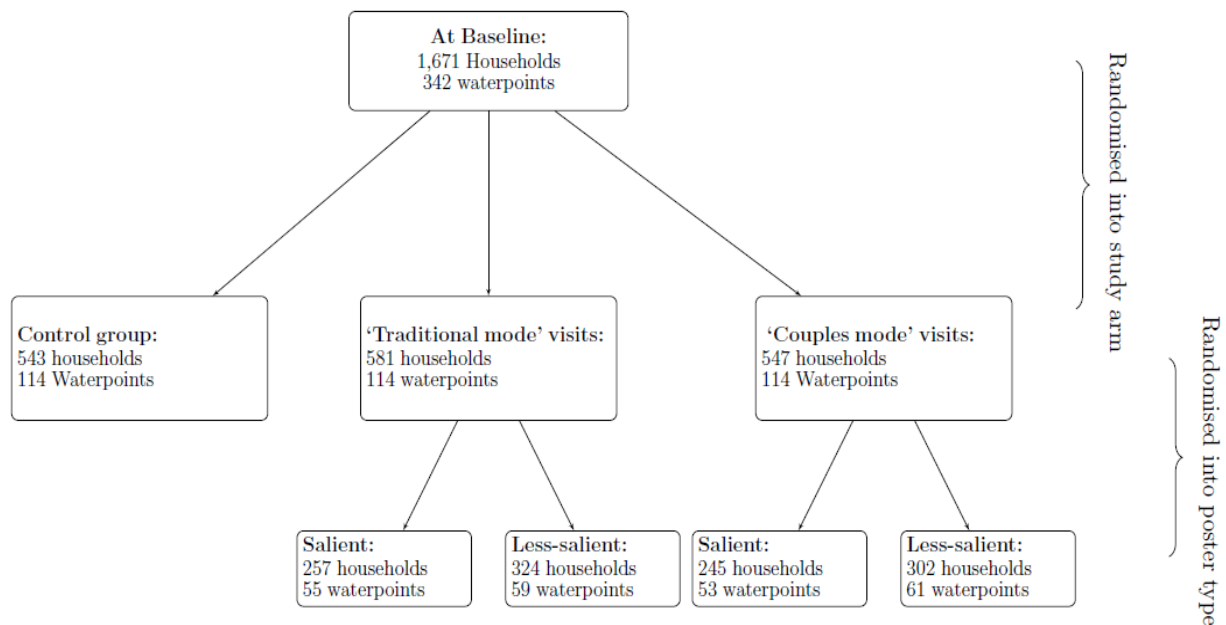 At Baseline:
1,671 Households
342 waterpoints
Randomised into study arm
Control group:
543 households
114 Waterpoints
‘Traditional mode’ visits:
581 households
114 waterpoints
‘Couples mode’ visits:
547 households
114 Waterpoints
Randomised into poster type
Salient:
257 households
55 waterpoints
Less-salient:
324 households
59 waterpoints
Salient:
245 households
53 waterpoints
Less-salient:
302 households
61 waterpoints